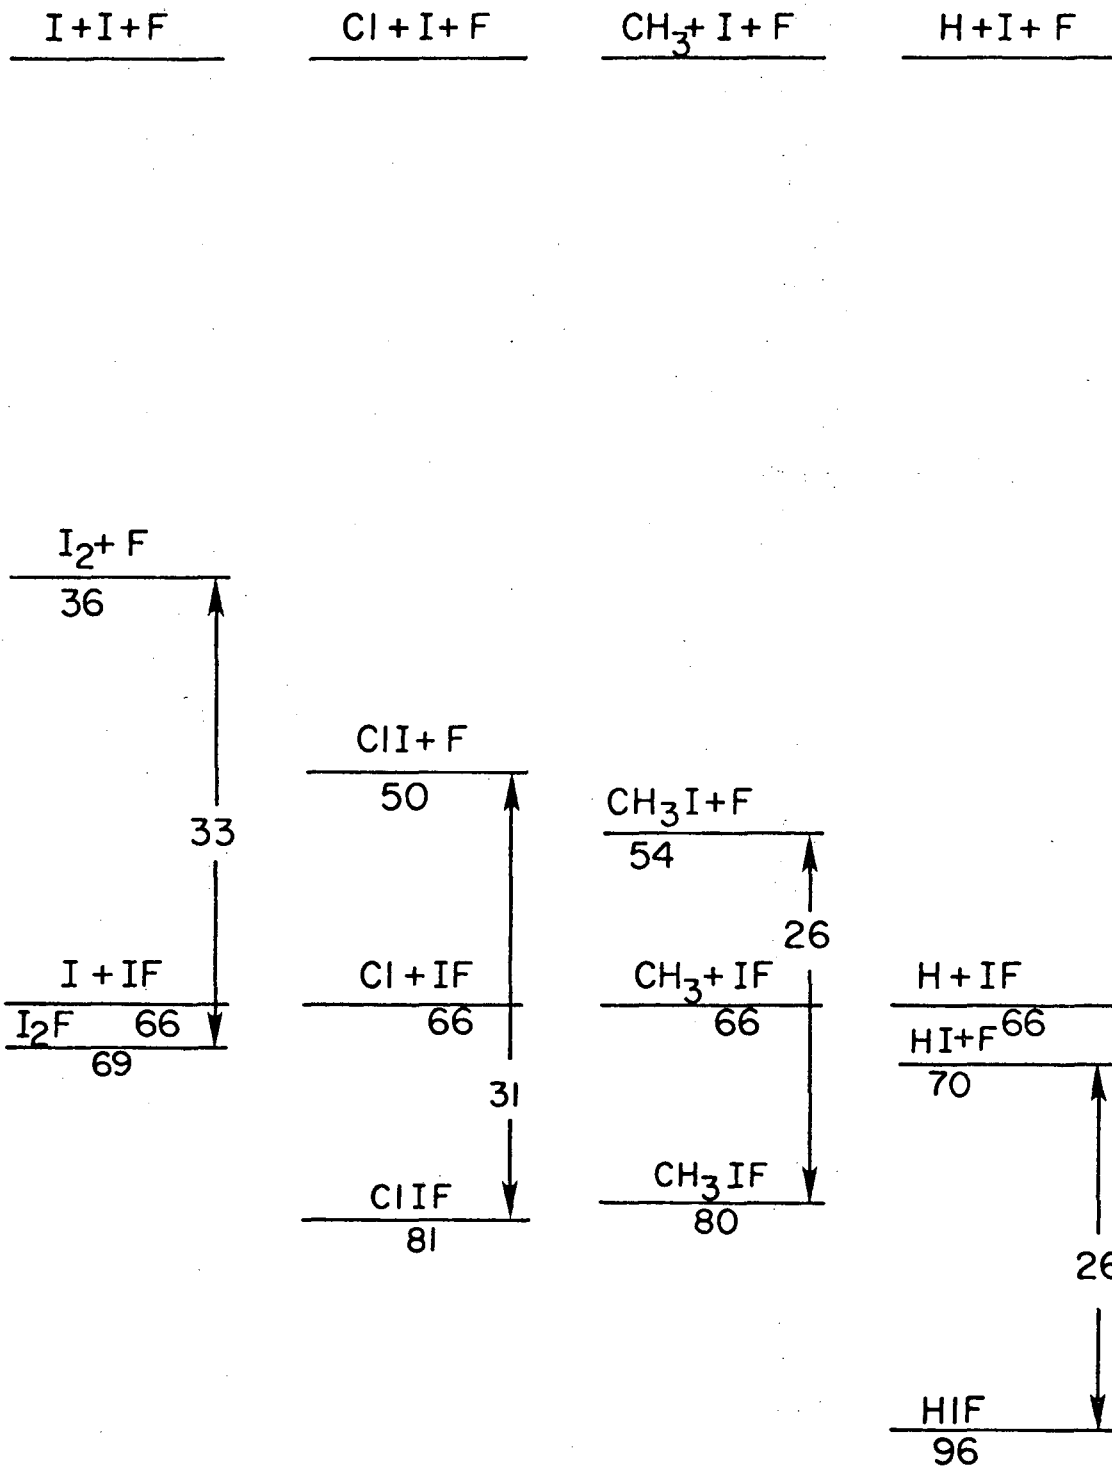 I+I+F
Cl+I+F
CH₃+I+F
H+I+F
I₂+F
36
33
I+IF
66
I₂F
69
ClI+F
50
Cl+IF
66
31
ClIF
81
CH₃I+F
54
26
CH₃+IF
66
CH₃IF
80
H+IF
66
HI+F
70
26
HIF
96